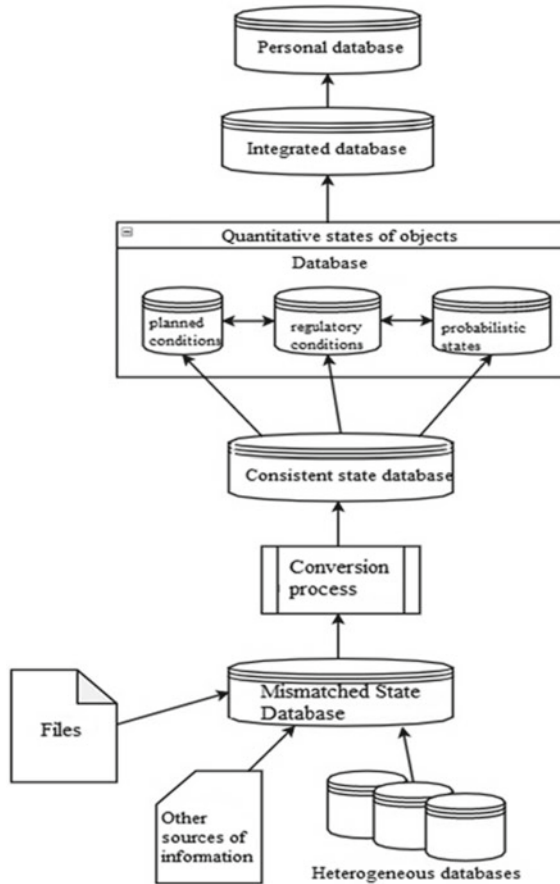 Personal database
Integrated database
Quantitative states of objects
Database
planned
conditions
regulatory
conditions
probabilistic
states
Consistent state database
Conversion
process
Mismatched State
Database
Files
Other
sources of
information
Heterogeneous databases